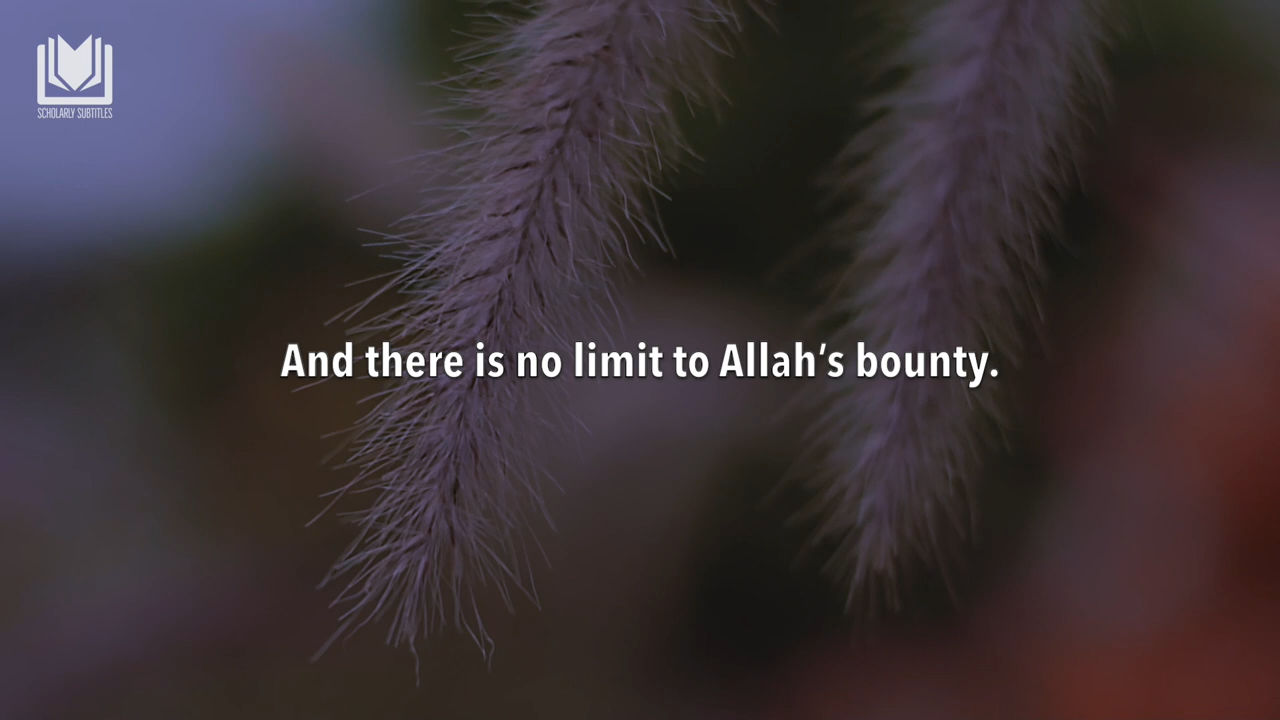 SCHOLARLY SUBTITLES
And there is no limit to Allah’s bounty.